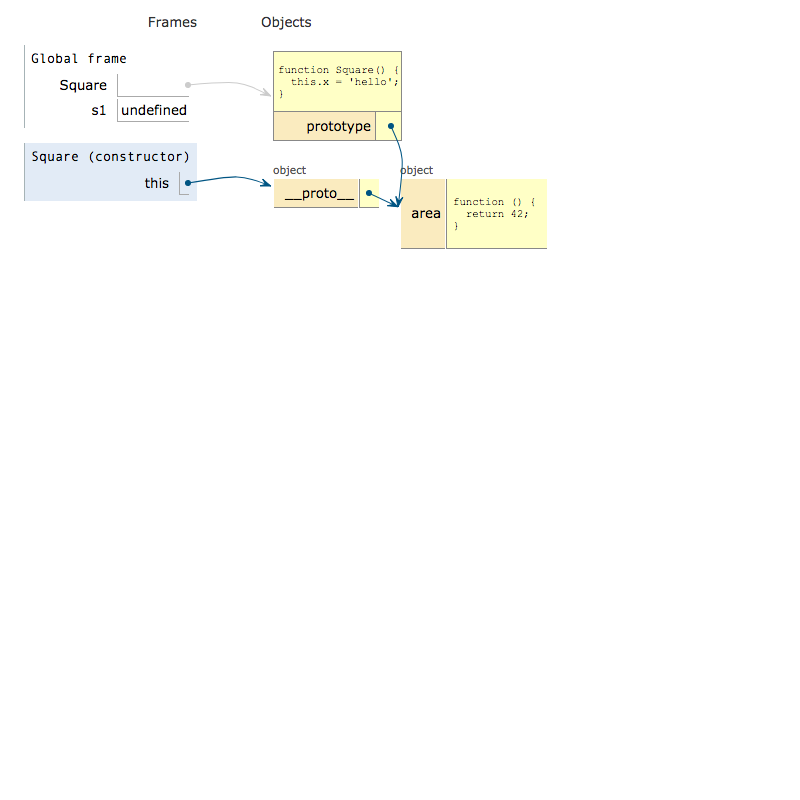 Frames Objects
Global frame
Square
s1 undefined
function Square() {
this.x = 'hello';
}
prototype
Square (constructor)
this
object
__proto__
object
area
function () {
return 42;
}